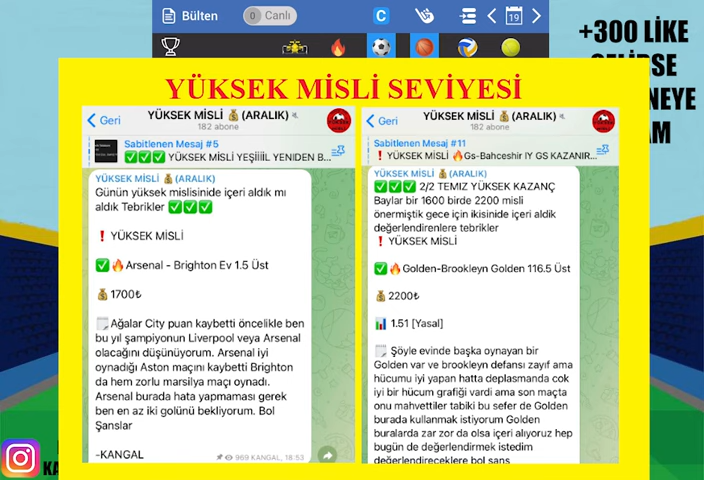 Bülten
0 Canlı
C
19
+300 LİKE
YÜKSEK MİSLİ SEVİYESİ
Geri
YÜKSEK MİSLİ 💰(ARALIK)
182 abone
Sabitlenen Mesaj #5
✅✅✅ YÜKSEK MİSLİ YEŞİİİİL YENİDEN B...
YÜKSEK MİSLİ 💰(ARALIK)
Günün yüksek mislisinide içeri aldık mı
aldık Tebrikler ✅✅✅
❗ YÜKSEK MİSLİ
✅🔥Arsenal - Brighton Ev 1.5 Üst
💰1700₺
🗒Ağalar City puan kaybetti öncelikle ben
bu yıl şampiyonun Liverpool veya Arsenal
olacağını düşünüyorum. Arsenal iyi
oynadığı Aston maçını kaybetti Brighton
da hem zorlu marsilya maçı oynadı.
Arsenal burada hata yapmaması gerek
ben en az iki golünü bekliyorum. Bol
Şanslar
-KANGAL
969 KANGAL, 18:53
Geri
YÜKSEK MİSLİ 💰(ARALIK)
182 abone
Sabitlenen Mesaj #11
❗ YÜKSEK MİSLİ 🔥Gs-Bahceshir IY GS KAZANIR...
YÜKSEK MİSLİ 💰(ARALIK)
✅✅✅ 2/2 TEMIZ YÜKSEK KAZANÇ
Baylar bir 1600 birde 2200 misli
önermiştik gece için ikisinide içeri aldik
değerlendirenlere tebrikler
❗ YÜKSEK MİSLİ
✅🔥Golden-Brookleyn Golden 116.5 Üst
💰2200₺
📊 1.51 [Yasal]
🗒 Şöyle evinde başka oynayan bir
Golden var ve brookleyn defansı zayıf ama
hücumu iyi yapan hatta deplasmanda cok
iyi bir hücum grafiği vardi ama son maçta
onu mahvettiler tabiki bu sefer de Golden
burada kullanmak istiyorum Golden
buralarda zar zor da olsa içeri alıyoruz hep
bugün de değerlendirmek istedim
değerlendireceklere bol sans